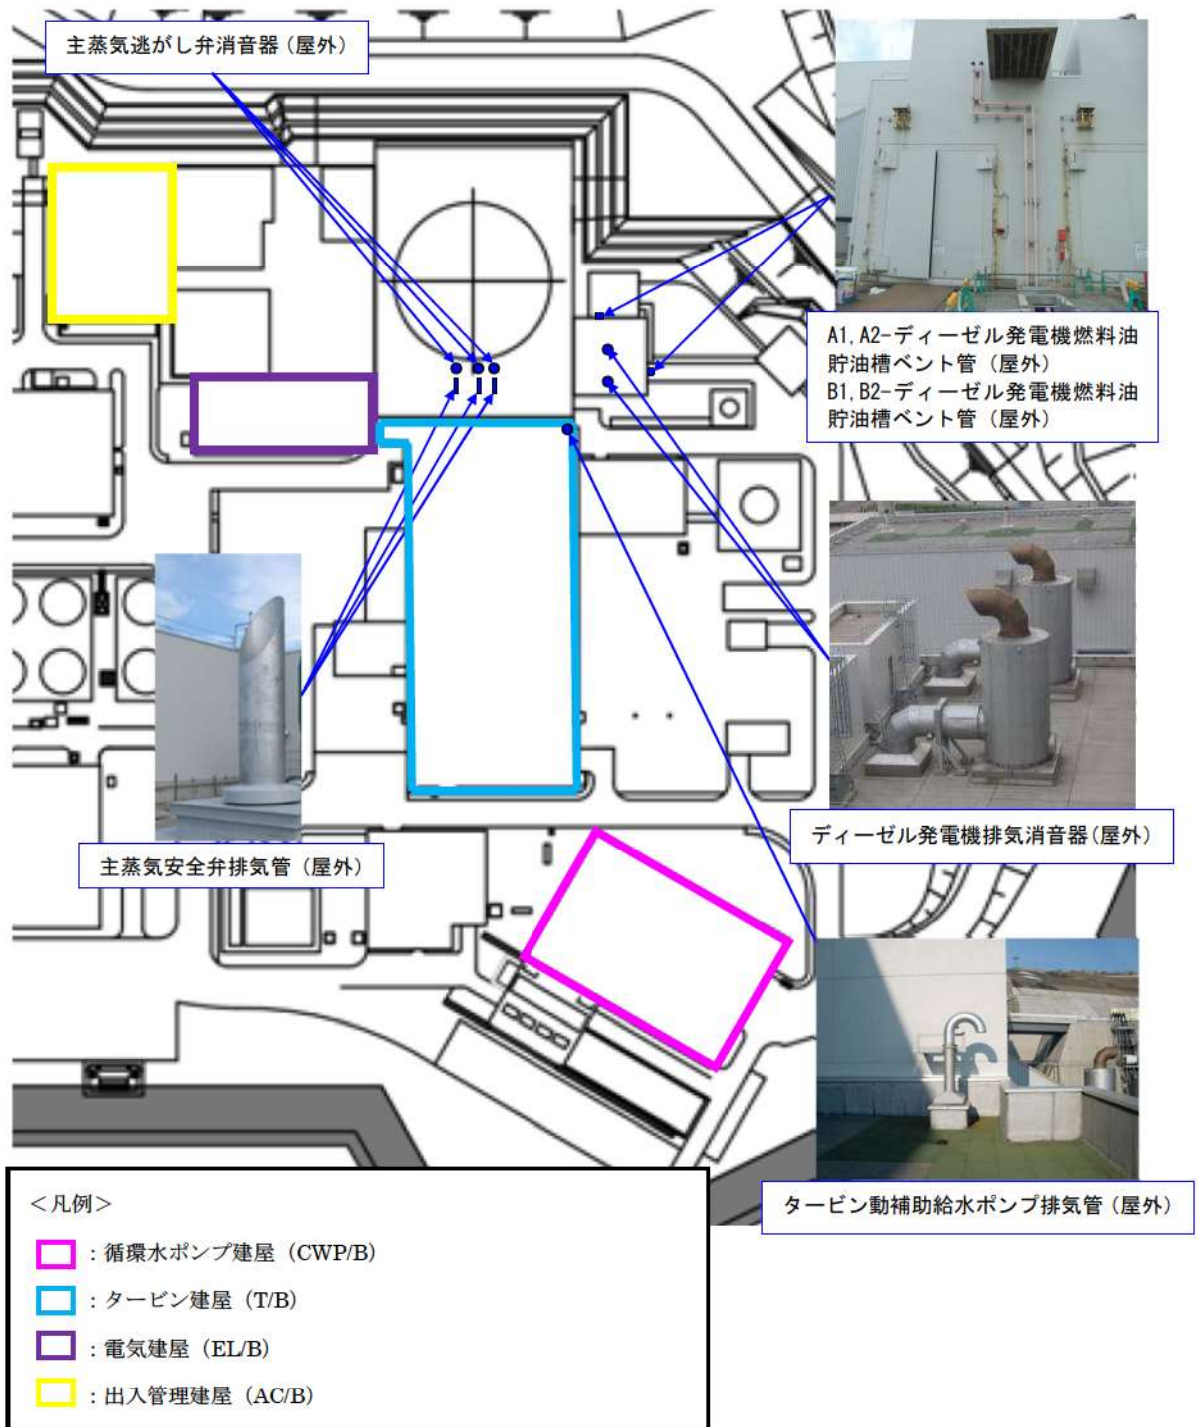 主蒸気逃がし弁消音器（屋外）
A1, A2-ディーゼル発電機燃料油
貯油槽ベント管（屋外）
B1, B2-ディーゼル発電機燃料油
貯油槽ベント管（屋外）
ディーゼル発電機排気消音器（屋外）
主蒸気安全弁排気管（屋外）
タービン動補助給水ポンプ排気管（屋外）
＜凡例＞
：循環水ポンプ建屋（CWP/B）
：タービン建屋（T/B）
：電気建屋（EL/B）
：出入管理建屋（AC/B）